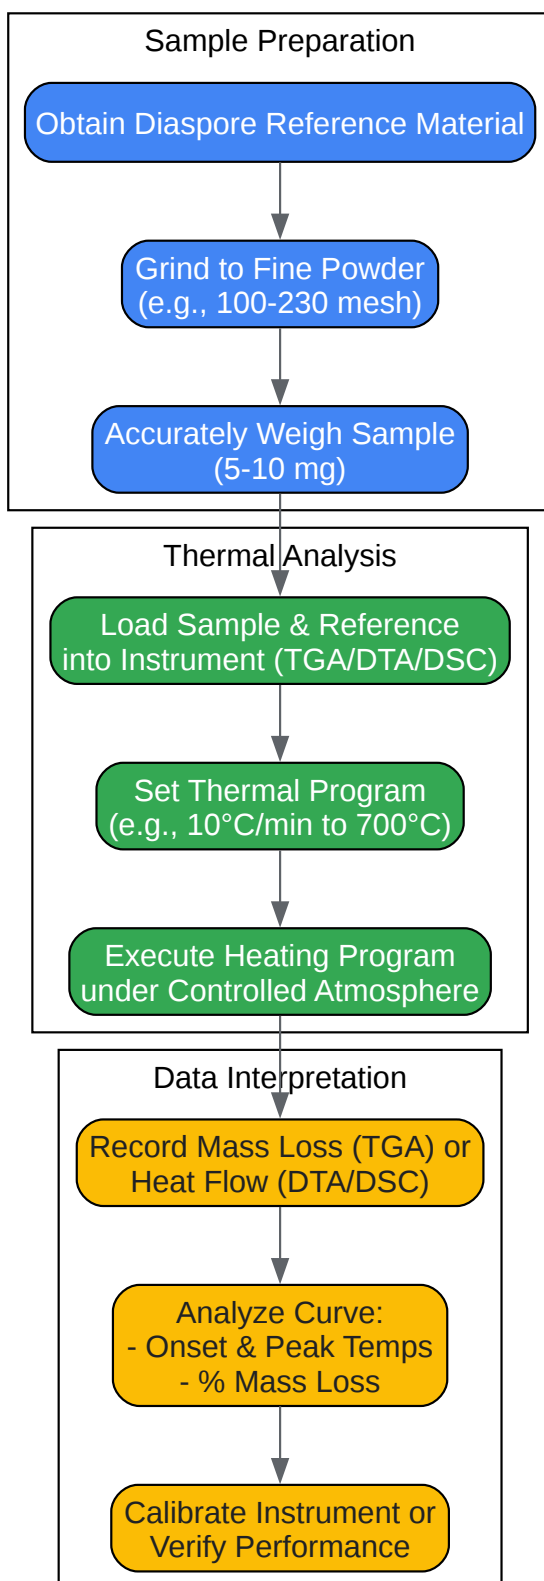 Sample Preparation
Obtain Diaspore Reference Material
Grind to Fine Powder
(e.g., 100-230 mesh)
Accurately Weigh Sample
(5-10 mg)
Thermal Analysis
Load Sample & Reference
into Instrument (TGA/DTA/DSC)
Set Thermal Program
(e.g., 10°C/min to 700°C)
Execute Heating Program
under Controlled Atmosphere
Data Interpretation
Record Mass Loss (TGA) or
Heat Flow (DTA/DSC)
Analyze Curve:
- Onset & Peak Temps
- % Mass Loss
Calibrate Instrument or
Verify Performance